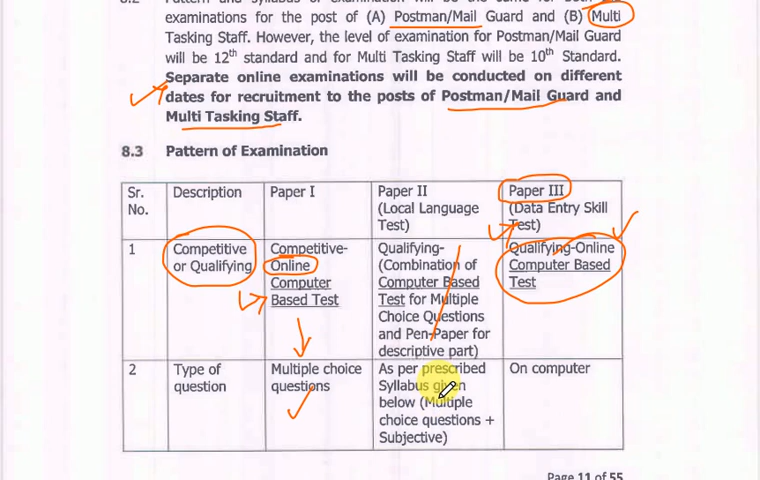 examinations for the post of (A) Postman/Mail Guard and (B) Multi
Tasking Staff. However, the level of examination for Postman/Mail Guard
will be 12th standard and for Multi Tasking Staff will be 10th Standard.
Separate online examinations will be conducted on different
dates for recruitment to the posts of Postman/Mail Guard and
Multi Tasking Staff.
8.3 Pattern of Examination
Sr. No.
Description
Paper I
Paper II
(Local Language
Test)
Paper III
(Data Entry Skill
Test)
1
Competitive
or Qualifying
Competitive-
Online
Computer
Based Test
Qualifying-
(Combination of
Computer Based
Test for Multiple
Choice Questions
and Pen-Paper for
descriptive part)
Qualifying-Online
Computer Based
Test
2
Type of
question
Multiple choice
questions
As per prescribed
Syllabus given
below (Multiple
choice questions +
Subjective)
On computer
Page 11 of 55